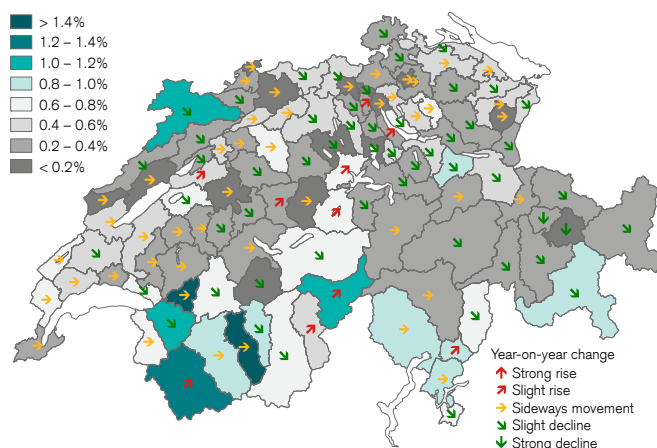 > 1.4%
1.2 – 1.4%
1.0 – 1.2%
0.8 – 1.0%
0.6 – 0.8%
0.4 – 0.6%
0.2 – 0.4%
< 0.2%
Year-on-year change
Strong rise
Slight rise
Sideways movement
Slight decline
Strong decline